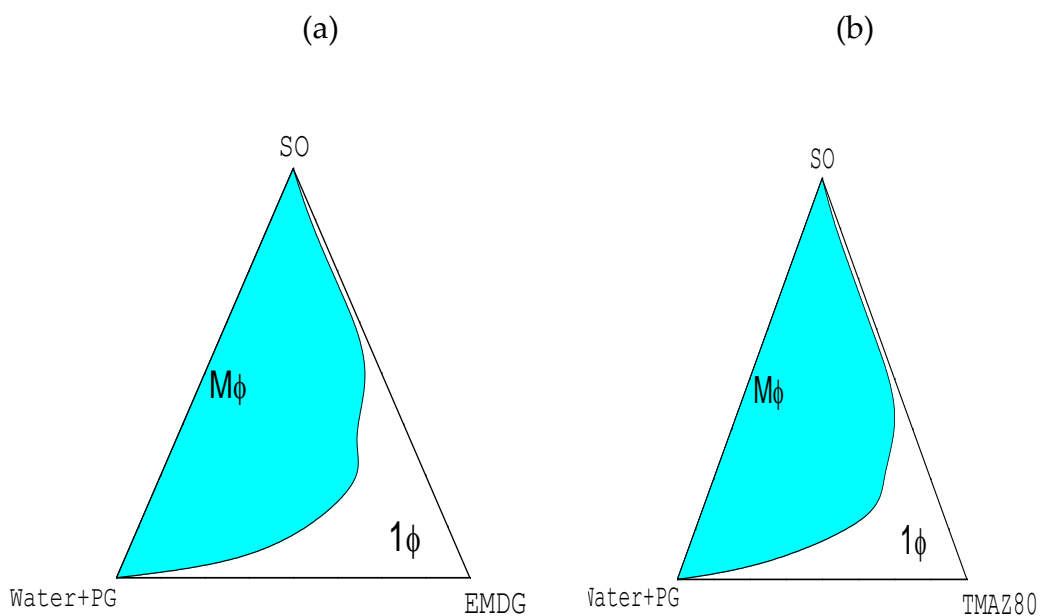 (a) (b)
SO SO
Mϕ Mϕ
1ϕ 1ϕ
Water+PG EMDG Water+PG TMAZ80